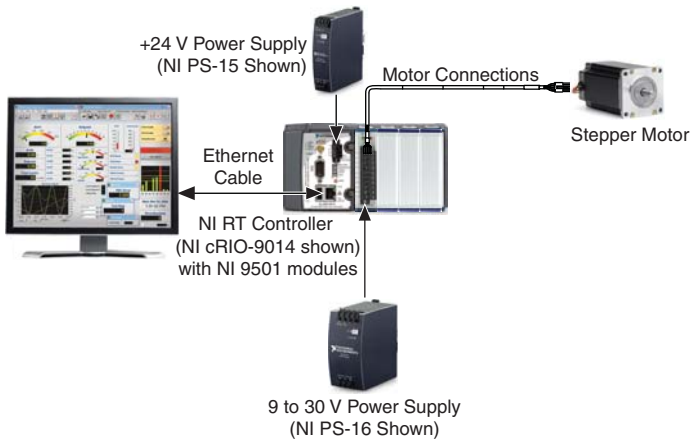 +24 V Power Supply
(NI PS-15 Shown)
Motor Connections
Stepper Motor
Ethernet
Cable
NI RT Controller
(NI cRIO-9014 shown)
with NI 9501 modules
9 to 30 V Power Supply
(NI PS-16 Shown)